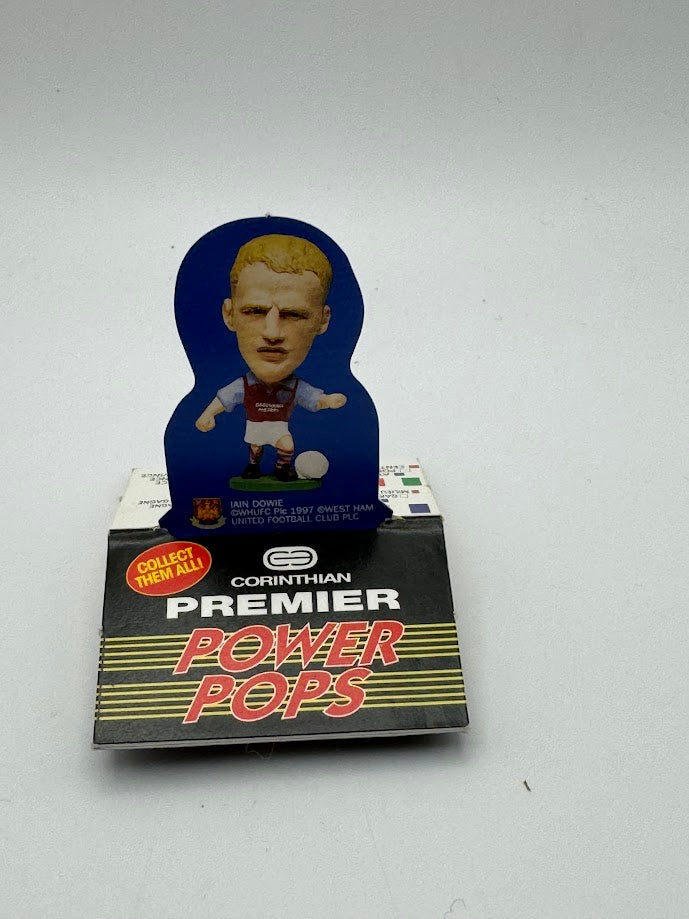 IAIN DOWIE
©WHUFC Plc 1997 ©WEST HAM
UNITED FOOTBALL CLUB PLC
COLLECT
THEM ALL!
CORINTHIAN
PREMIER
POWER
POPS